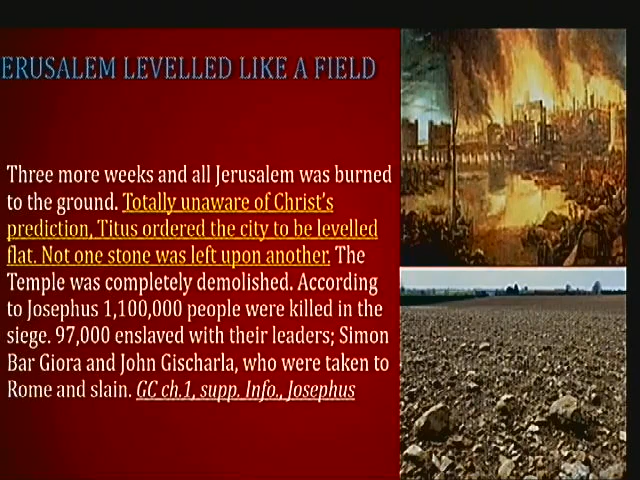 ERUSALEM LEVELLED LIKE A FIELD
Three more weeks and all Jerusalem was burned
to the ground. Totally unaware of Christ's
prediction, Titus ordered the city to be levelled
flat. Not one stone was left upon another. The
Temple was completely demolished. According
to Josephus 1,100,000 people were killed in the
siege. 97,000 enslaved with their leaders; Simon
Bar Giora and John Gischarla, who were taken to
Rome and slain. GC ch.1, supp. Info., Josephus